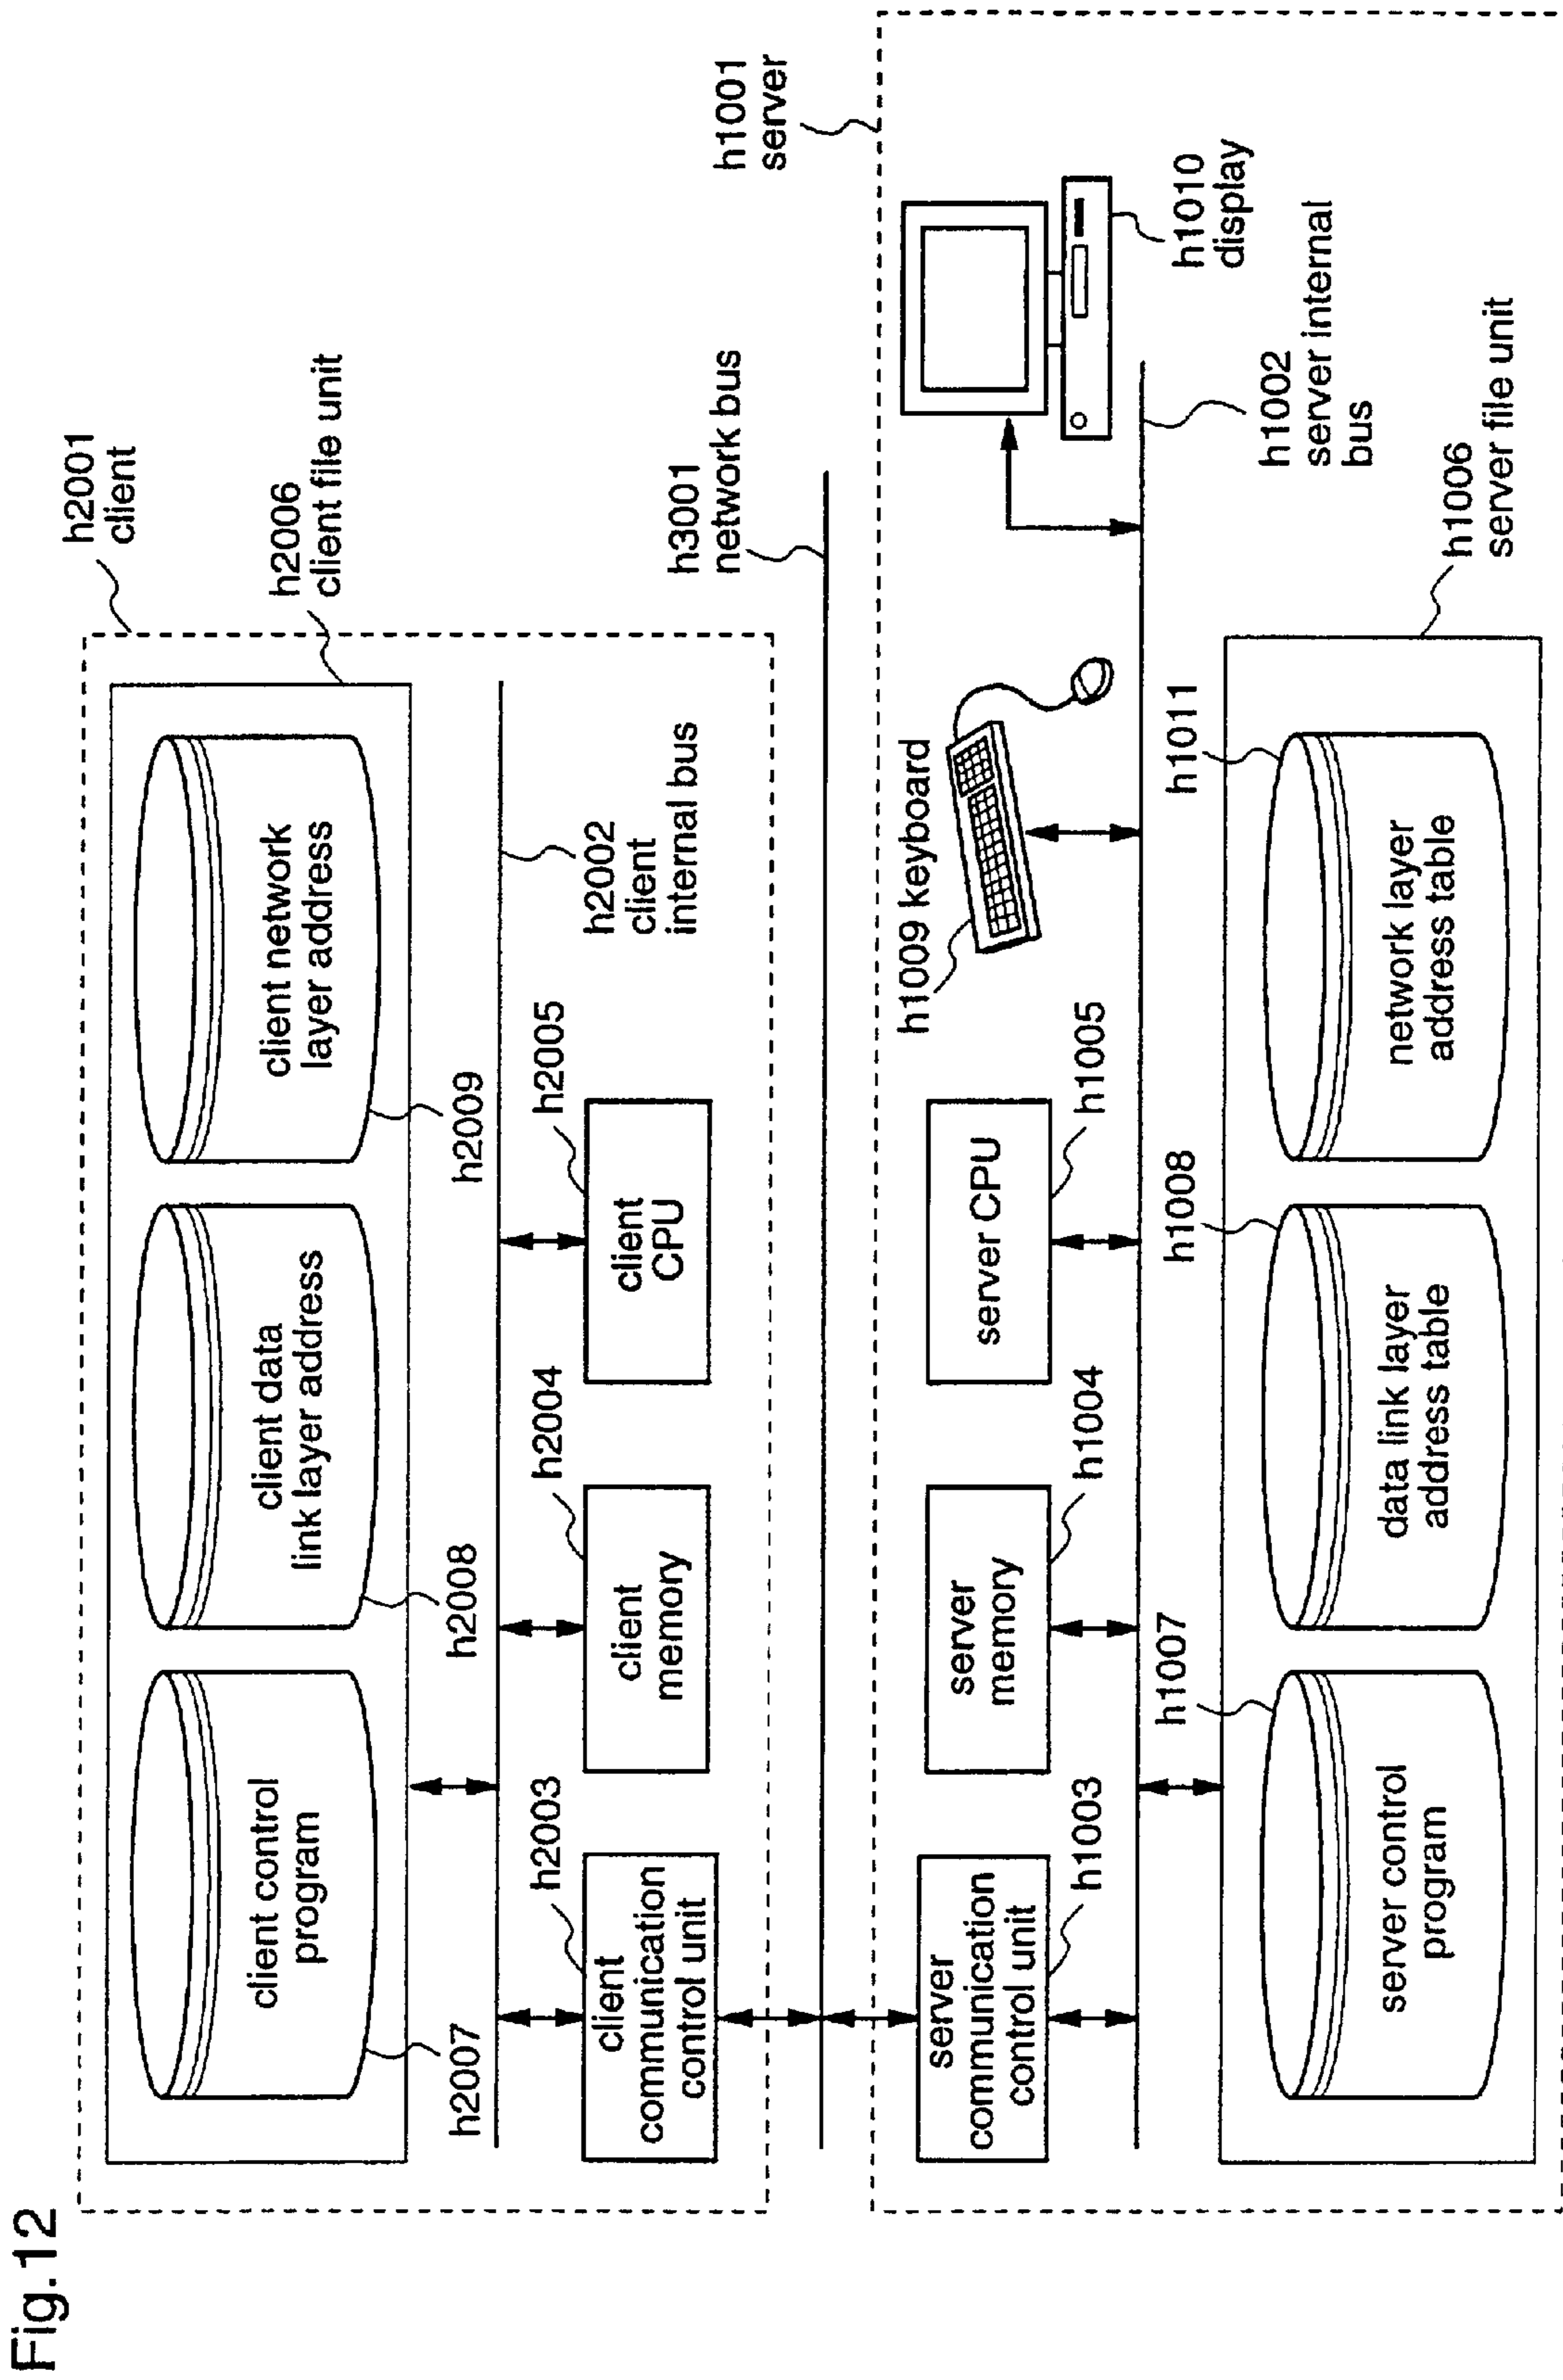 Fig.12
h2001
client
h2006
client file unit
client control
program
client data
link layer address
client network
layer address
h2007
h2008
h2009
h2002
client
internal bus
h2003
client
communication
control unit
h2004
client
memory
h2005
client
CPU
h3001
network bus
h1001
server
server
communication
control unit
h1003
server
memory
h1004
server CPU
h1005
h1009 keyboard
h1010
display
h1002
server internal
bus
h1007
h1008
h1011
h1006
server file unit
server control
program
data link layer
address table
network layer
address table